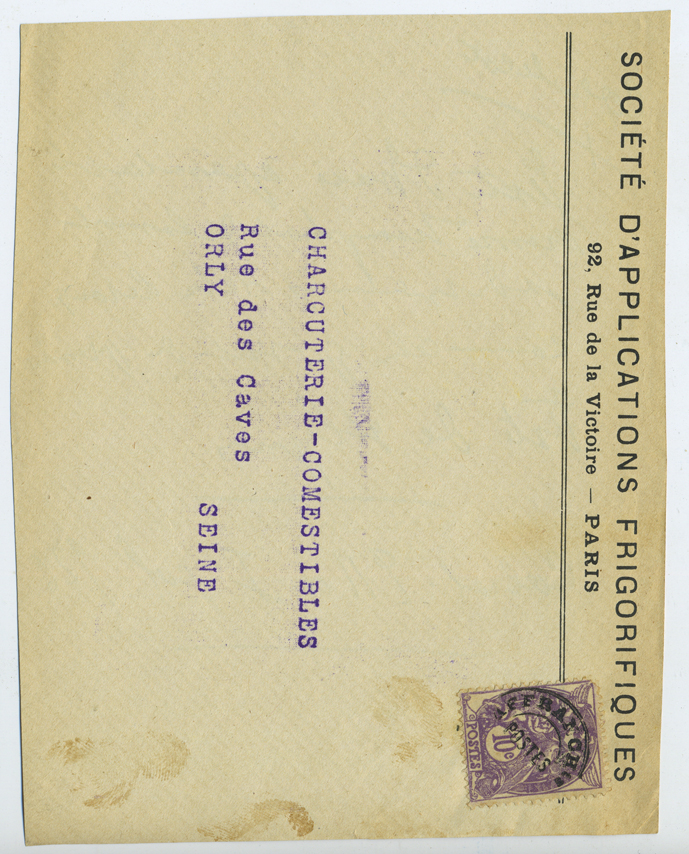 SOCIÉTÉ D'APPLICATIONS FRIGORIFIQUES
92, Rue de la Victoire — PARIS
AFFRANCHts
POSTES
10c
POSTES
CHARCUTERIE-COMESTIBLES
Rue des Caves
ORLY SEINE